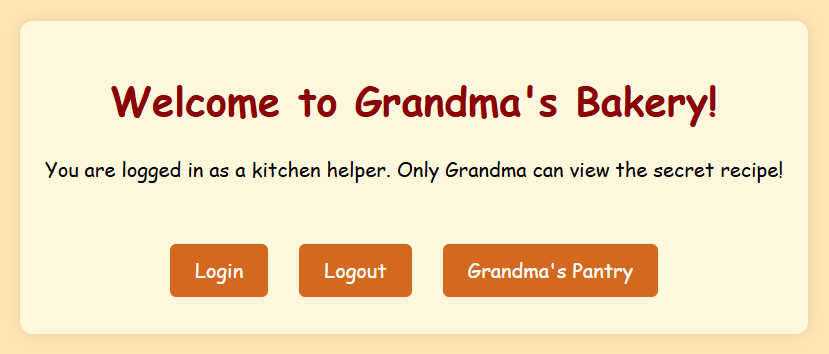 Welcome to Grandma's Bakery!
You are logged in as a kitchen helper. Only Grandma can view the secret recipe!
Login
Logout
Grandma's Pantry